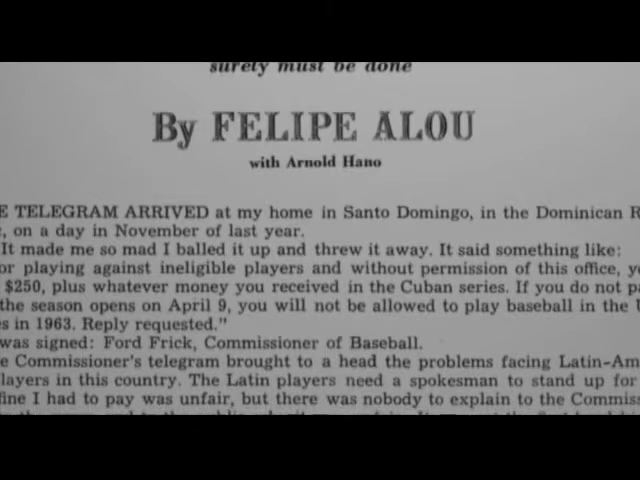 surely must be done
By FELIPE ALOU
with Arnold Hano
E TELEGRAM ARRIVED at my home in Santo Domingo, in the Dominican R
, on a day in November of last year.
It made me so mad I balled it up and threw it away. It said something like:
or playing against ineligible players and without permission of this office, yo
$250, plus whatever money you received in the Cuban series. If you do not pa
the season opens on April 9, you will not be allowed to play baseball in the U
es in 1963. Reply requested."
was signed: Ford Frick, Commissioner of Baseball.
e Commissioner's telegram brought to a head the problems facing Latin-Ame
players in this country. The Latin players need a spokesman to stand up for
fine I had to pay was unfair, but there was nobody to explain to the Commiss